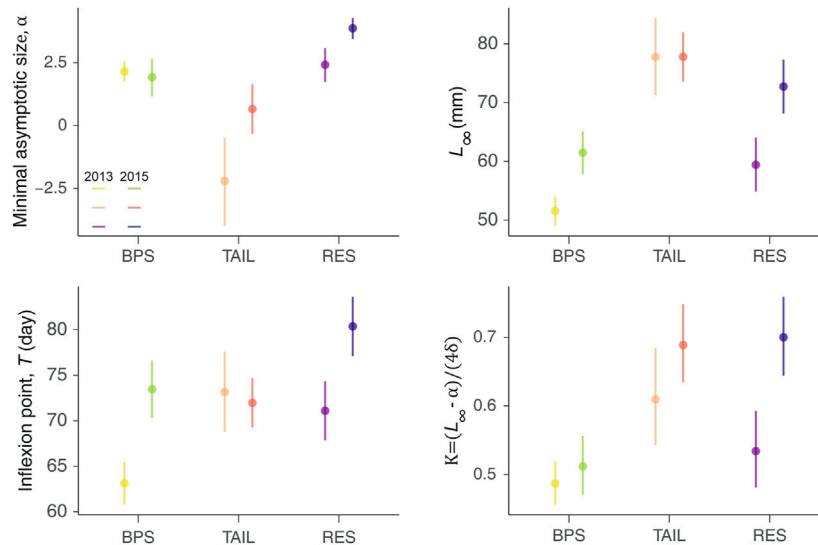 Minimal asymptotic size, α
2.5
0
−2.5
2013 2015
BPS TAIL RES
L∞ (mm)
80
70
60
50
BPS TAIL RES
Inflexion point, T (day)
80
75
70
65
60
BPS TAIL RES
K=(L∞ - α)/(4δ)
0.7
0.6
0.5
BPS TAIL RES